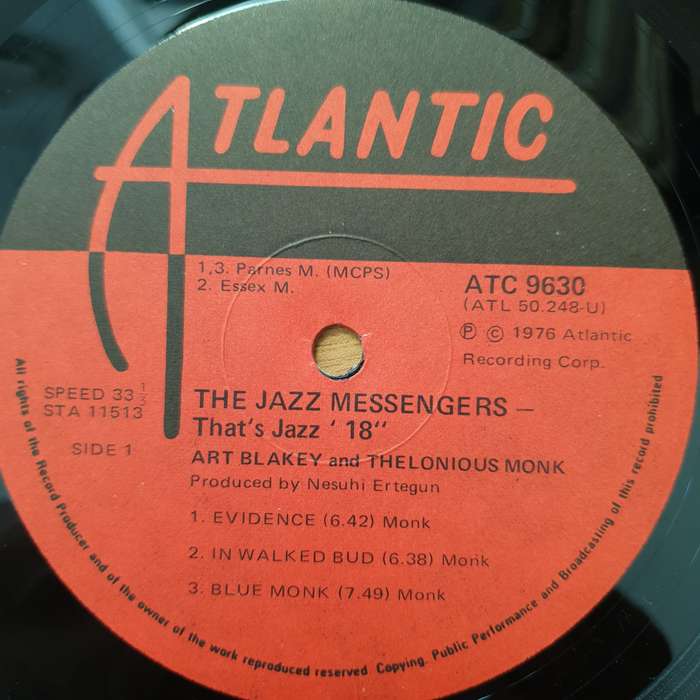 ATLANTIC
1,3. Parnes M. (MCPS)
2. Essex M.
ATC 9630
(ATL 50.248-U)
Ⓟ © 1976 Atlantic
Recording Corp.
SPEED 33 1/3
STA 11513
SIDE 1
THE JAZZ MESSENGERS –
That's Jazz ' 18"
ART BLAKEY and THELONIOUS MONK
Produced by Nesuhi Ertegun
1. EVIDENCE (6.42) Monk
2. IN WALKED BUD (6.38) Monk
3. BLUE MONK (7.49) Monk
All rights of the Record Producer and of the owner of the work reproduced reserved. Copying, Public Performance and Broadcasting of this record prohibited